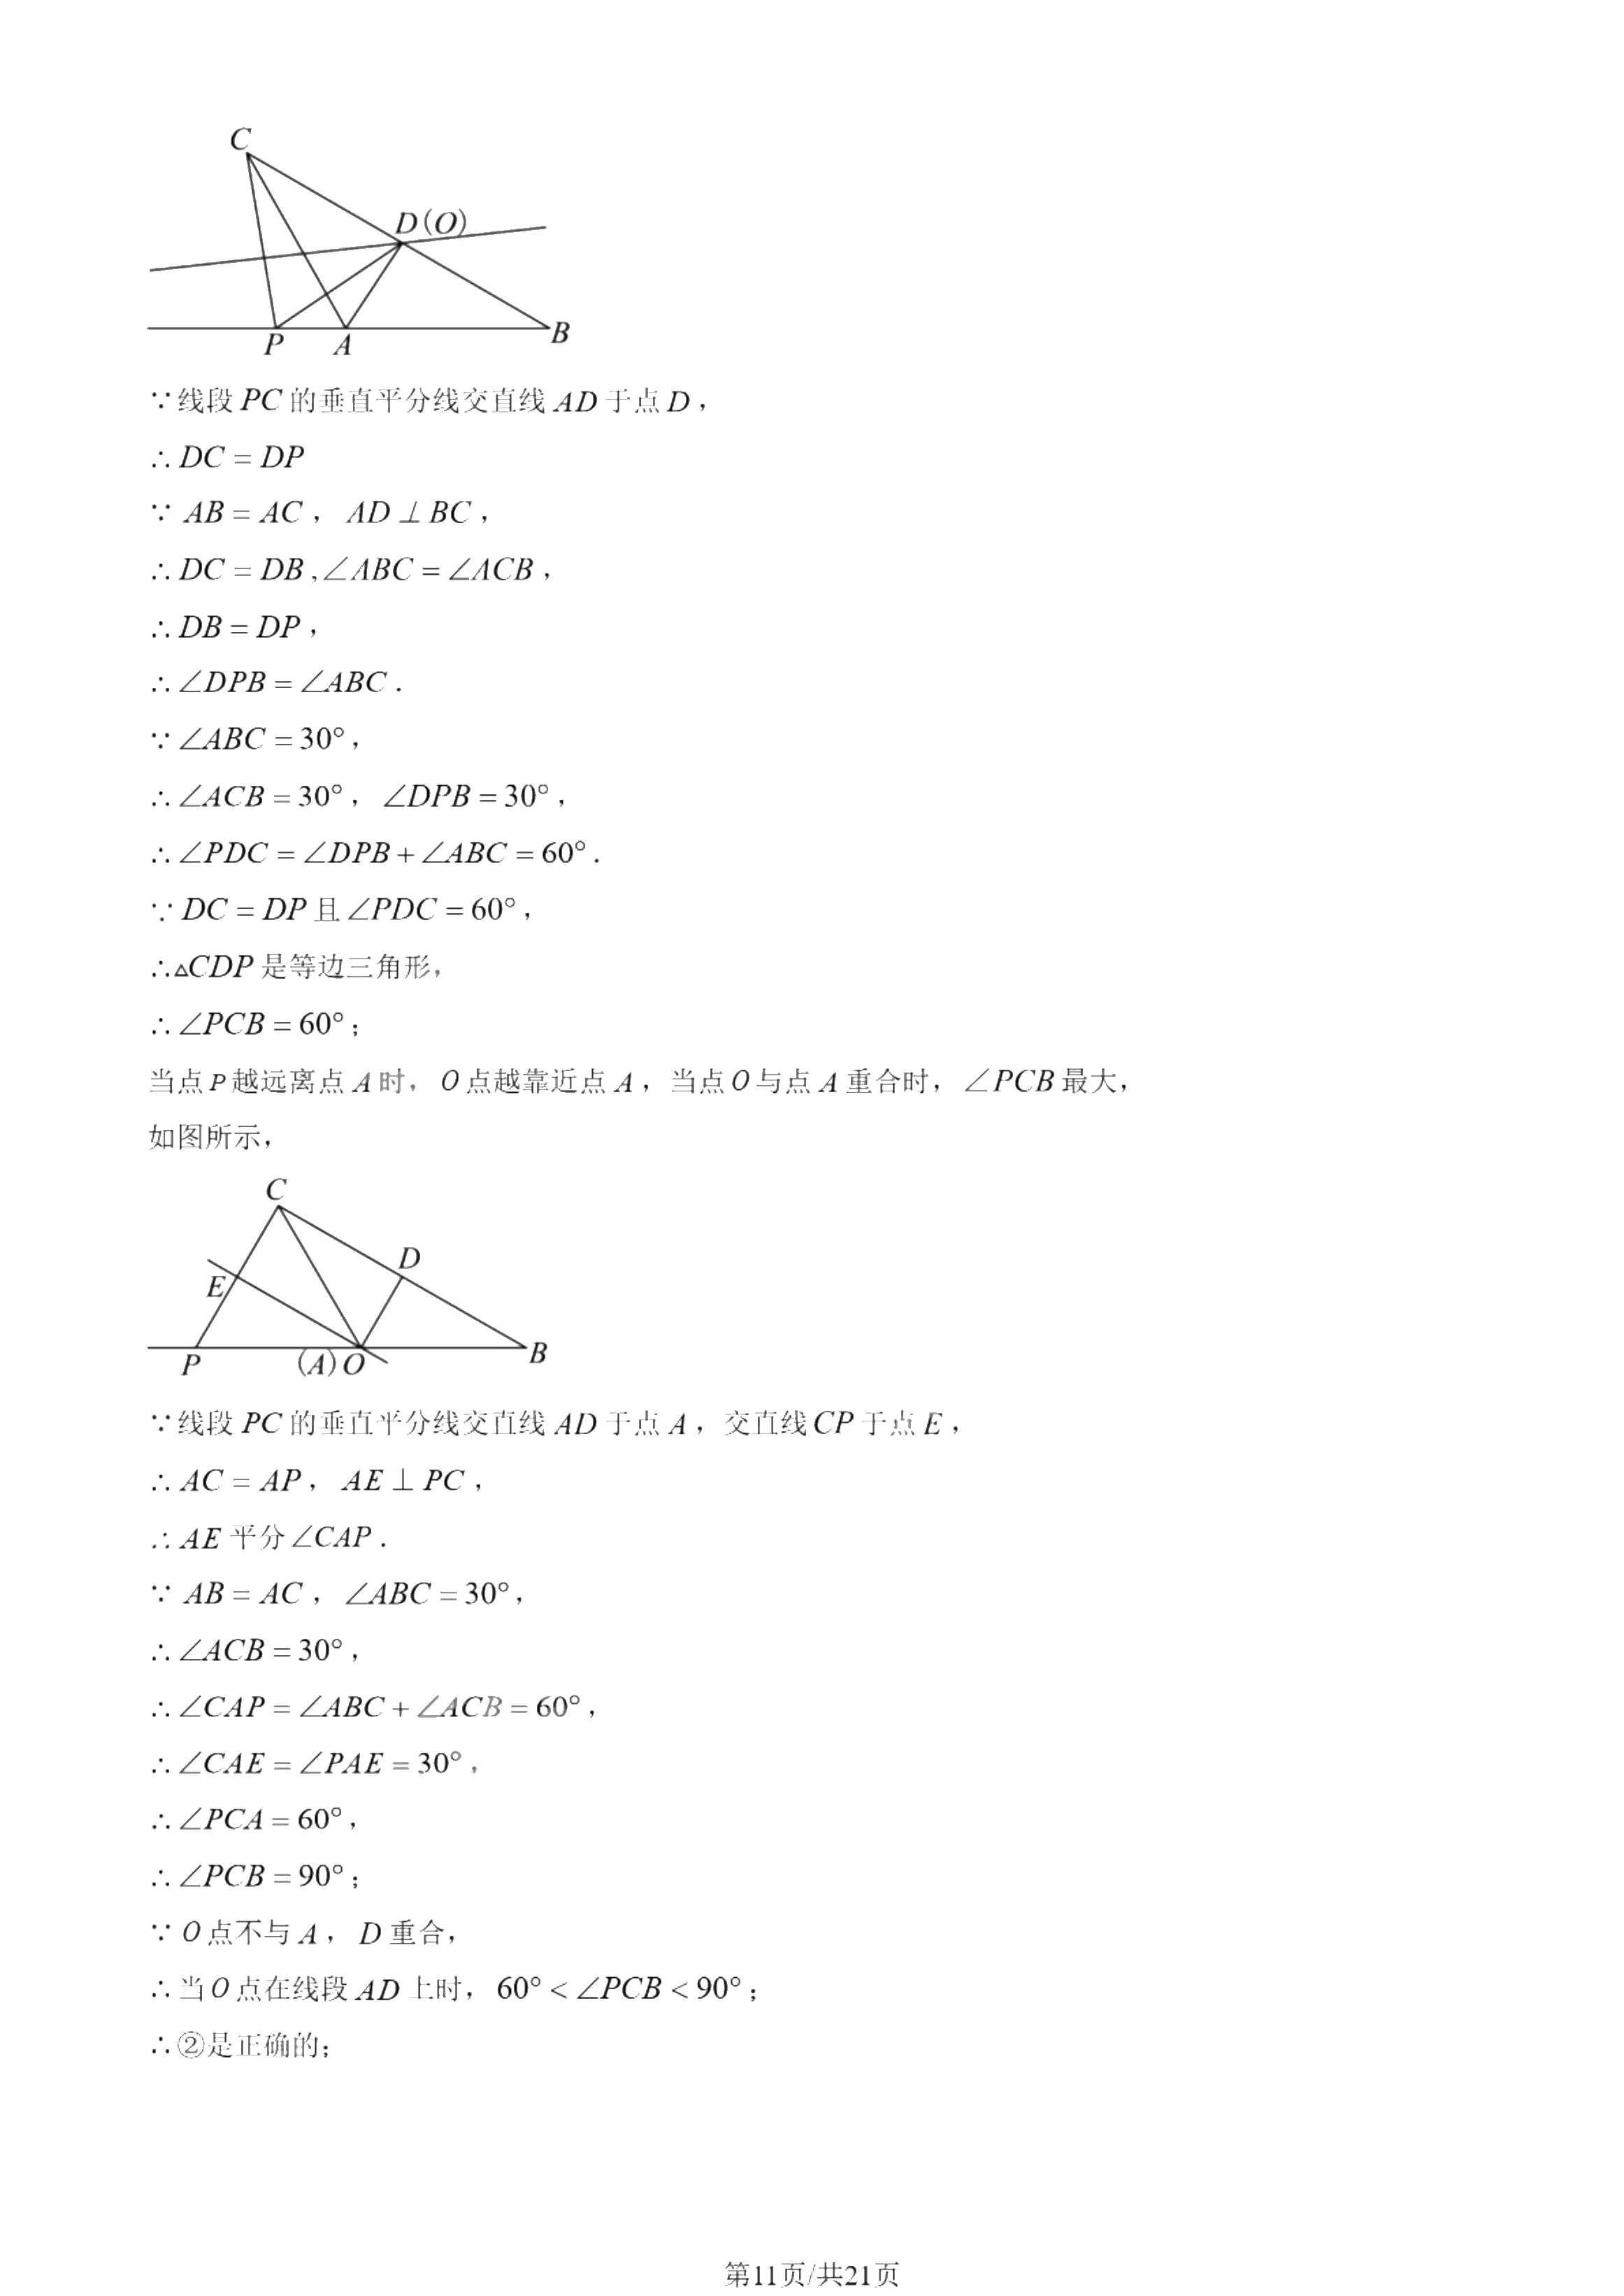 C
D(O)
P A B
∵线段PC的垂直平分线交直线AD于点D，
∴DC=DP
∵AB=AC，AD⊥BC，
∴DC=DB,∠ABC=∠ACB，
∴DB=DP，
∴∠DPB=∠ABC．
∵∠ABC=30°，
∴∠ACB=30°，∠DPB=30°，
∴∠PDC=∠DPB+∠ABC=60°．
∵DC=DP且∠PDC=60°，
∴△CDP是等边三角形，
∴∠PCB=60°；
当点P越远离点A时，O点越靠近点A，当点O与点A重合时，∠PCB最大，
如图所示，
C
D
E
P (A)O B
∵线段PC的垂直平分线交直线AD于点A，交直线CP于点E，
∴AC=AP，AE⊥PC，
∴AE平分∠CAP．
∵AB=AC，∠ABC=30°，
∴∠ACB=30°，
∴∠CAP=∠ABC+∠ACB=60°，
∴∠CAE=∠PAE=30°，
∴∠PCA=60°，
∴∠PCB=90°；
∵O点不与A，D重合，
∴当O点在线段AD上时，60°<∠PCB<90°；
∴②是正确的；
第11页/共21页